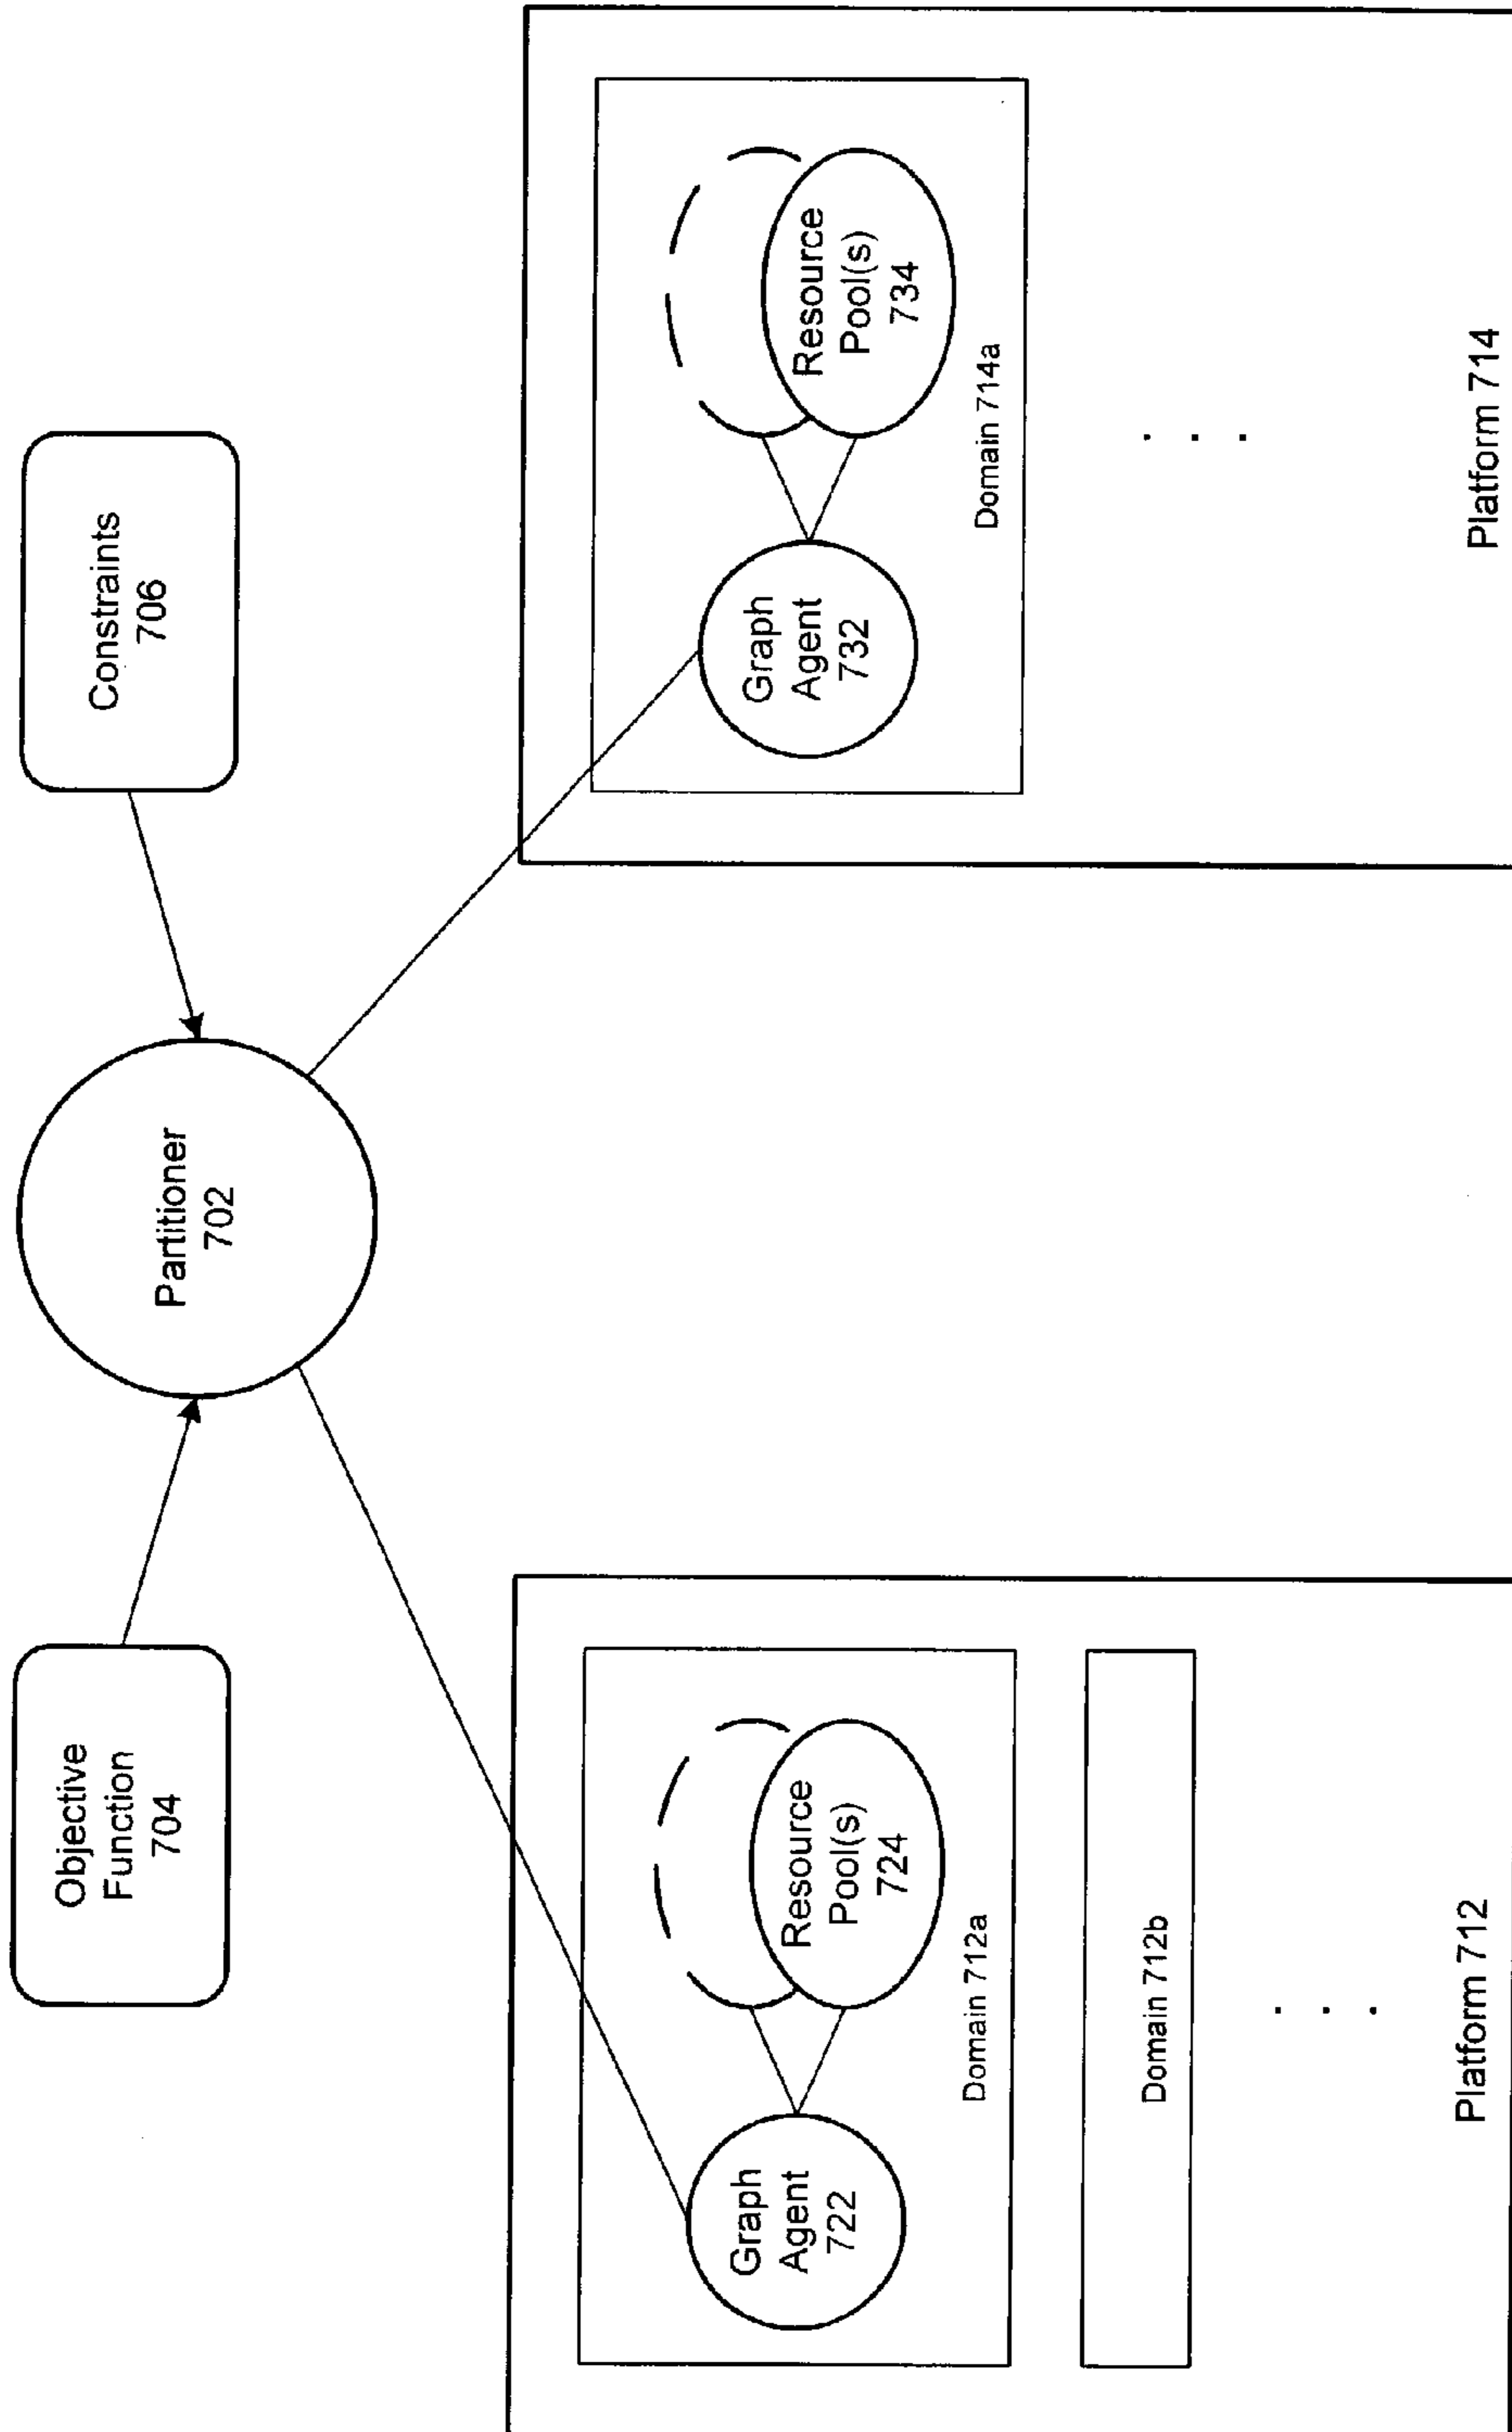 Objective
Function
704
Partitioner
702
Constraints
706
Graph
Agent
722
Resource
Pool(s)
724
Domain 712a
Domain 712b
. . .
Platform 712
Graph
Agent
732
Resource
Pool(s)
734
Domain 714a
. . .
Platform 714